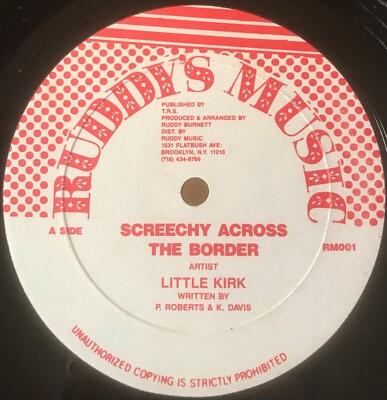 RUDDY'S MUSIC
PUBLISHED BY
T.R.S.
PRODUCED & ARRANGED BY
RUDDY BURNETT
DIST. BY
RUDDY MUSIC
1531 FLATBUSH AVE:
BROOKLYN, N.Y. 11210
(718) 434-9766
A SIDE
SCREECHY ACROSS
THE BORDER
RM001
ARTIST
LITTLE KIRK
WRITTEN BY
P. ROBERTS & K. DAVIS
UNAUTHORIZED COPYING IS STRICTLY PROHIBITED